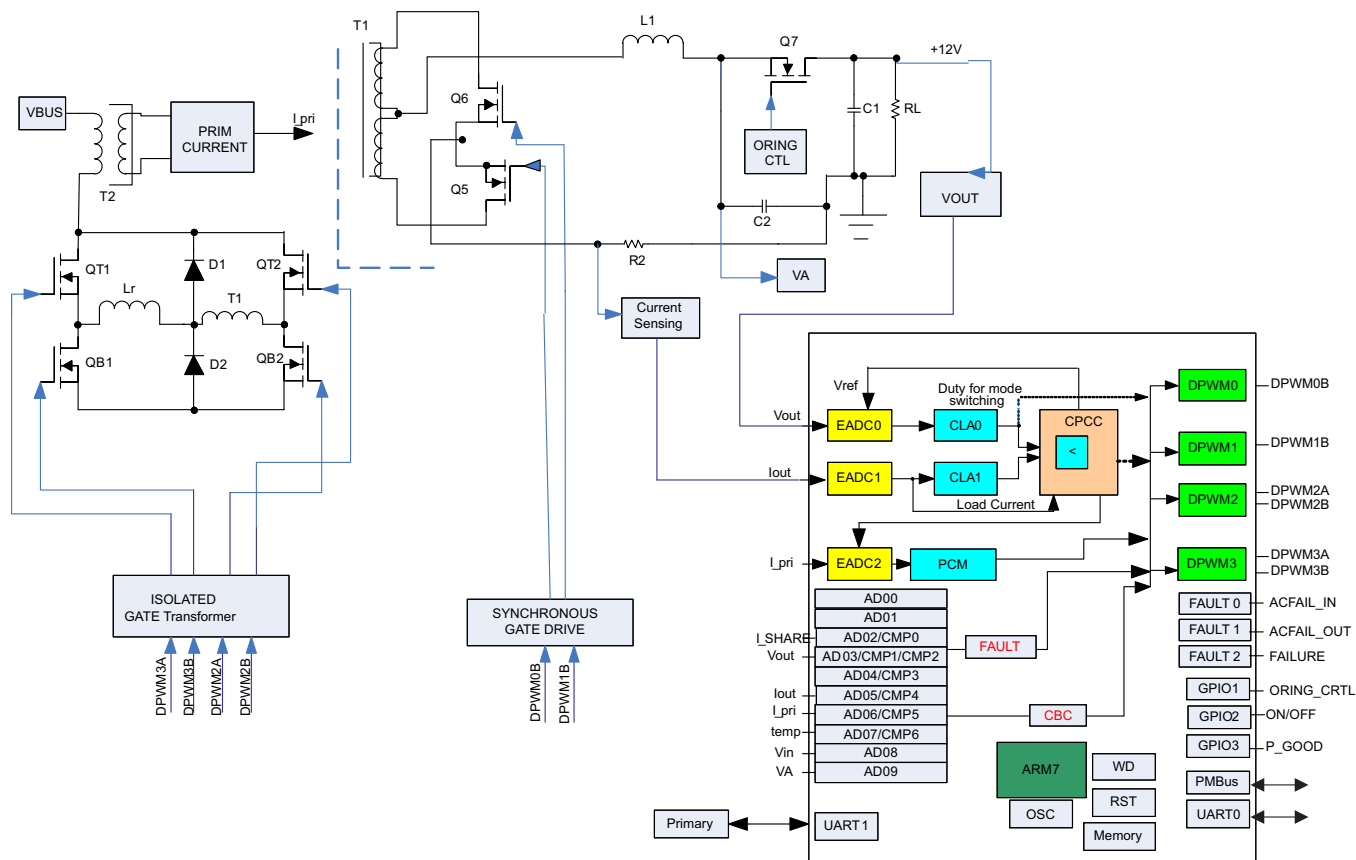 T1
L1
Q7
+12V
VBUS
PRIM
CURRENT
I_pri
T2
Q6
Q5
C1
RL
ORING
CTL
C2
R2
VOUT
VA
Current
Sensing
QT1
D1
QT2
Lr
T1
QB1
D2
QB2
ISOLATED
GATE Transformer
DPWM3A
DPWM3B
DPWM2A
DPWM2B
SYNCHRONOUS
GATE DRIVE
DPWM0B
DPWM1B
Vref
Duty for mode
switching
Vout
EADC0
CLA0
CPCC
<
Iout
EADC1
CLA1
Load Current
I_pri
EADC2
PCM
DPWM0
DPWM0B
DPWM1
DPWM1B
DPWM2
DPWM2A
DPWM2B
DPWM3
DPWM3A
DPWM3B
AD00
AD01
I_SHARE
AD02/CMP0
Vout
AD03/CMP1/CMP2
AD04/CMP3
Iout
AD05/CMP4
I_pri
AD06/CMP5
temp
AD07/CMP6
Vin
AD08
VA
AD09
FAULT
CBC
FAULT 0
ACFAIL_IN
FAULT 1
ACFAIL_OUT
FAULT 2
FAILURE
GPIO1
ORING_CRTL
GPIO2
ON/OFF
GPIO3
P_GOOD
ARM7
WD
RST
OSC
Memory
PMBus
UART0
Primary
UART1